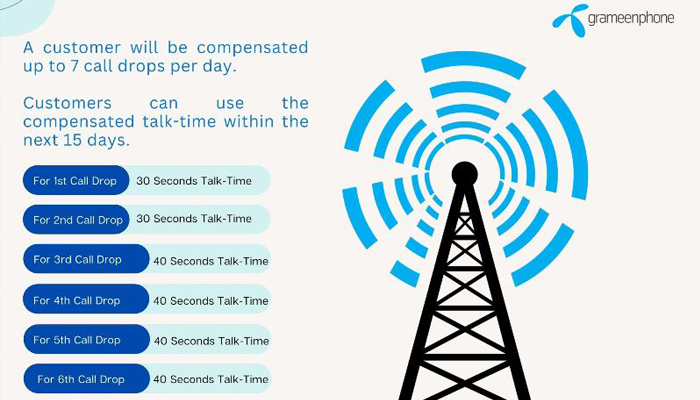 grameenphone
A customer will be compensated
up to 7 call drops per day.
Customers can use the
compensated talk-time within the
next 15 days.
For 1st Call Drop 30 Seconds Talk-Time
For 2nd Call Drop 30 Seconds Talk-Time
For 3rd Call Drop 40 Seconds Talk-Time
For 4th Call Drop 40 Seconds Talk-Time
For 5th Call Drop 40 Seconds Talk-Time
For 6th Call Drop 40 Seconds Talk-Time